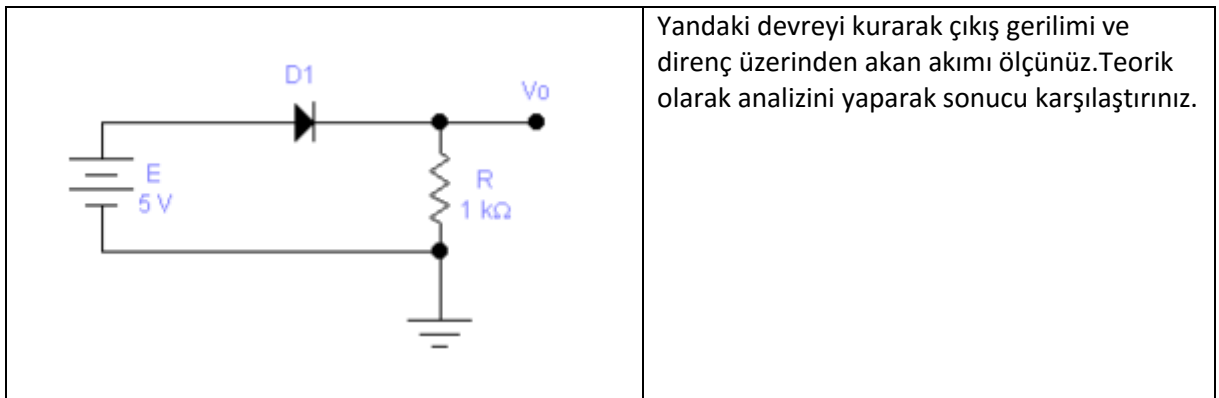 D1
Vo
E
5 V
R
1 kΩ
Yandaki devreyi kurarak çıkış gerilimi ve
direnç üzerinden akan akımı ölçünüz.Teorik
olarak analizini yaparak sonucu karşılaştırınız.